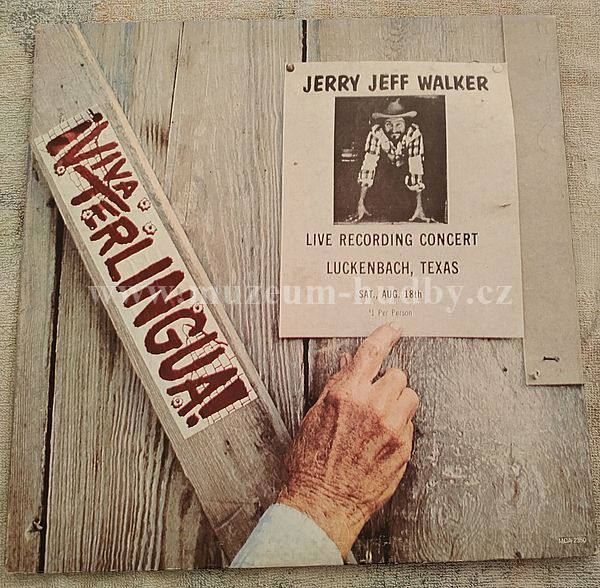 JERRY JEFF WALKER
LIVE RECORDING CONCERT
LUCKENBACH, TEXAS
SAT., AUG. 18th
$1 Per Person
¡VIVA
TERLINGUA!
www.muzeum-hudby.cz
MCA-2350